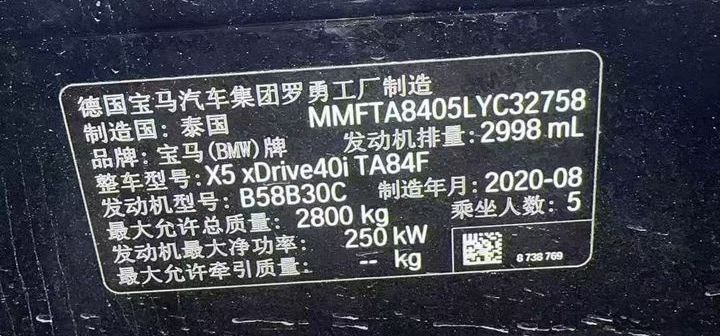 德国宝马汽车集团罗勇工厂制造
制造国:泰国 MMFTA8405LYC32758
品牌:宝马(BMW)牌 发动机排量:2998 mL
整车型号:X5 xDrive40i TA84F
发动机型号:B58B30C 制造年月:2020-08
最大允许总质量: 2800 kg 乘坐人数:5
发动机最大净功率: 250 kW
最大允许牵引质量: -- kg
8 738 769